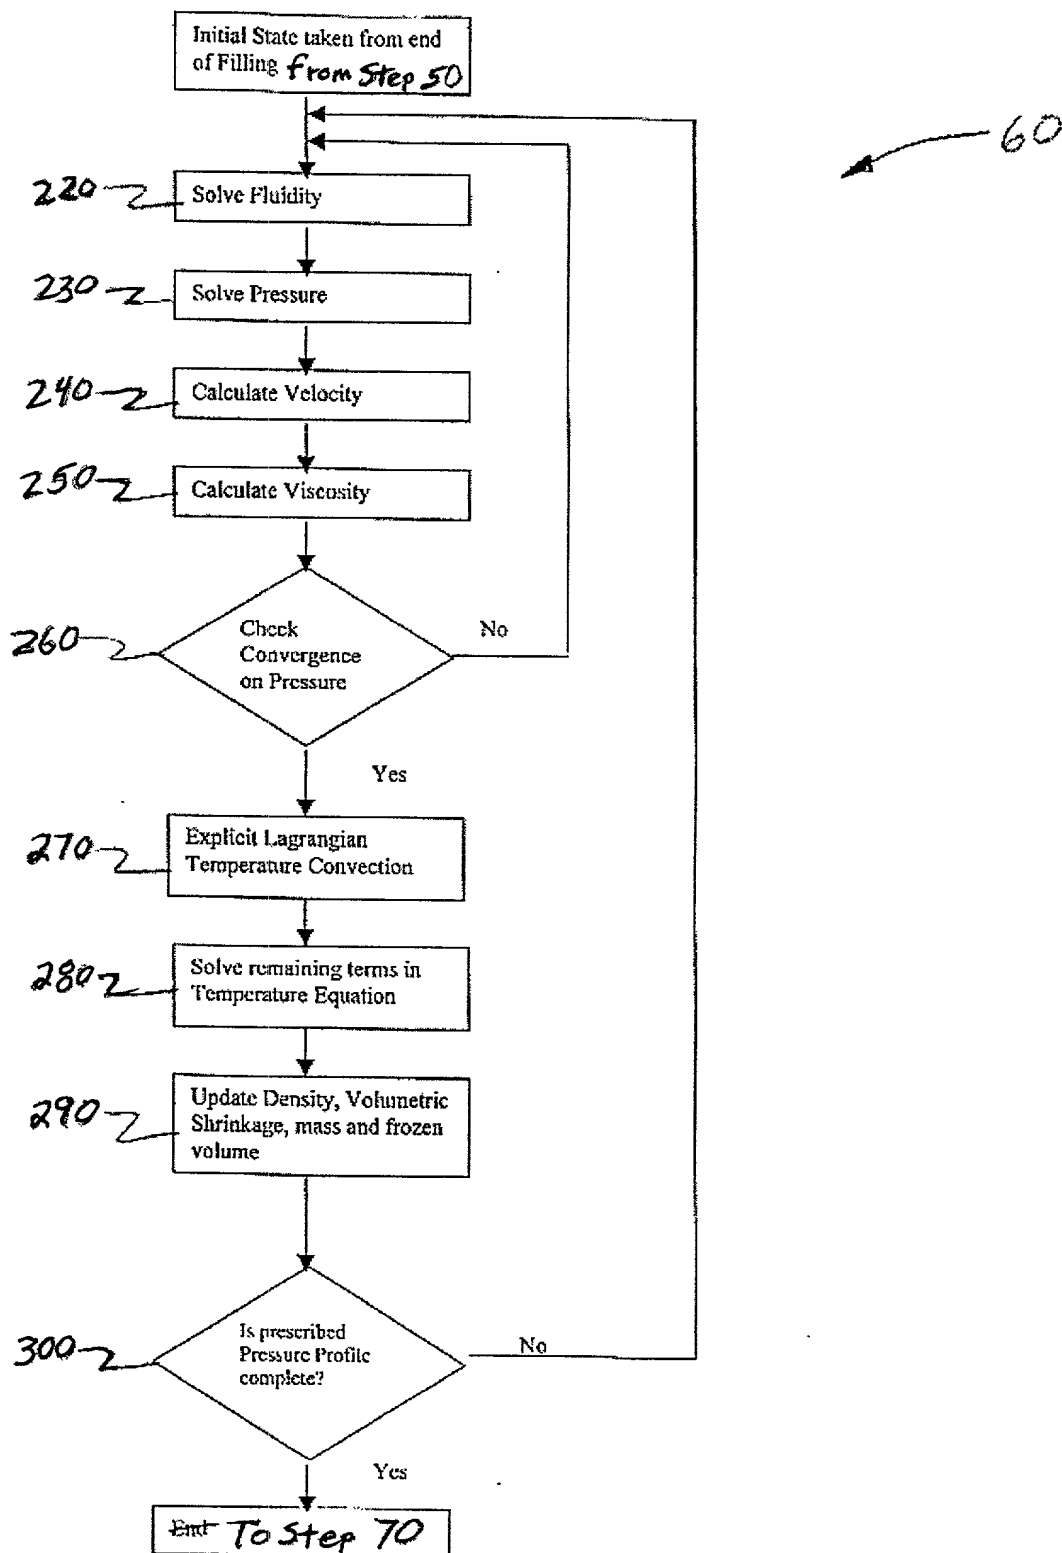 Initial State taken from end
of Filling from Step 50
60
220
Solve Fluidity
230
Solve Pressure
240
Calculate Velocity
250
Calculate Viscosity
260
Check
Convergence
on Pressure
No
Yes
270
Explicit Lagrangian
Temperature Convection
280
Solve remaining terms in
Temperature Equation
290
Update Density, Volumetric
Shrinkage, mass and frozen
volume
300
Is prescribed
Pressure Profile
complete?
No
Yes
End To Step 70